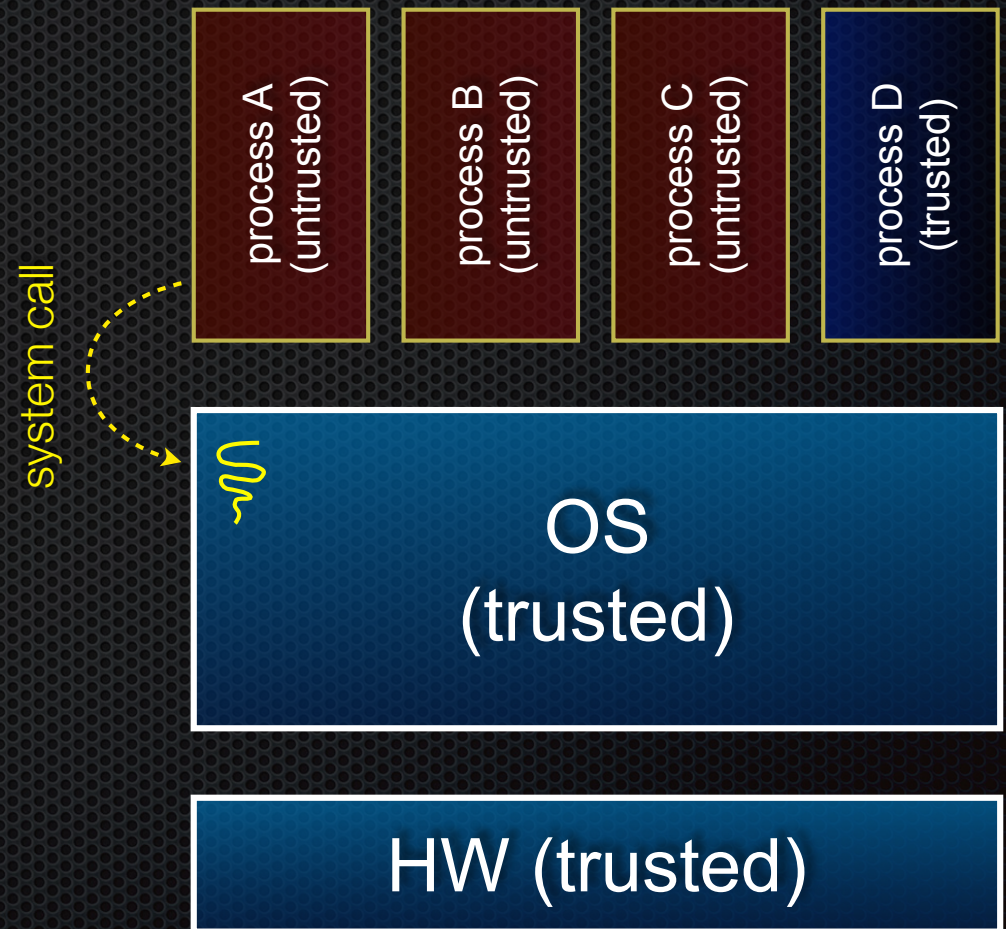 process A
(untrusted)
process B
(untrusted)
process C
(untrusted)
process D
(trusted)
system call
OS
(trusted)
HW (trusted)